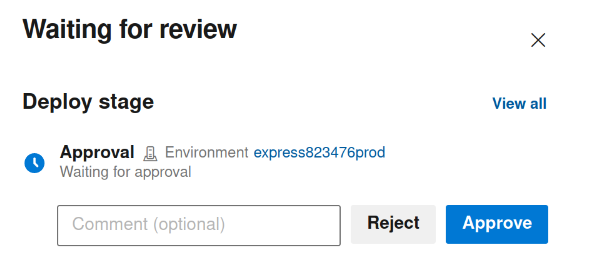 Waiting for review
Deploy stage
View all
Approval Environment express823476prod
Waiting for approval
Comment (optional)
Reject
Approve